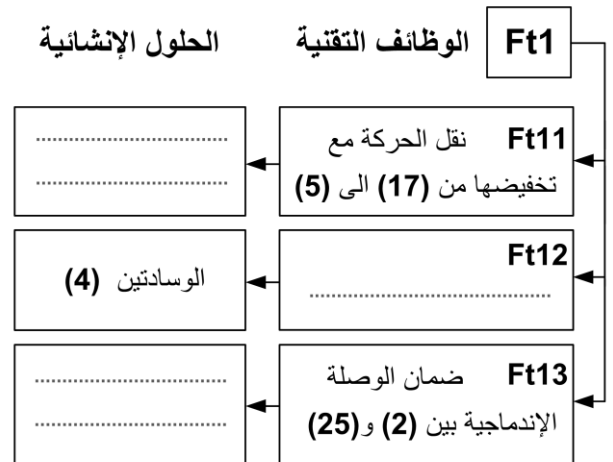 Ft1 الوظائف التقنية الحلول الإنشائية
Ft11 نقل الحركة مع
تخفيضها من (17) الى (5)
........................................
........................................
Ft12
........................................
الوسادتين (4)
Ft13 ضمان الوصلة
الإندماجية بين (2) و(25)
........................................
........................................